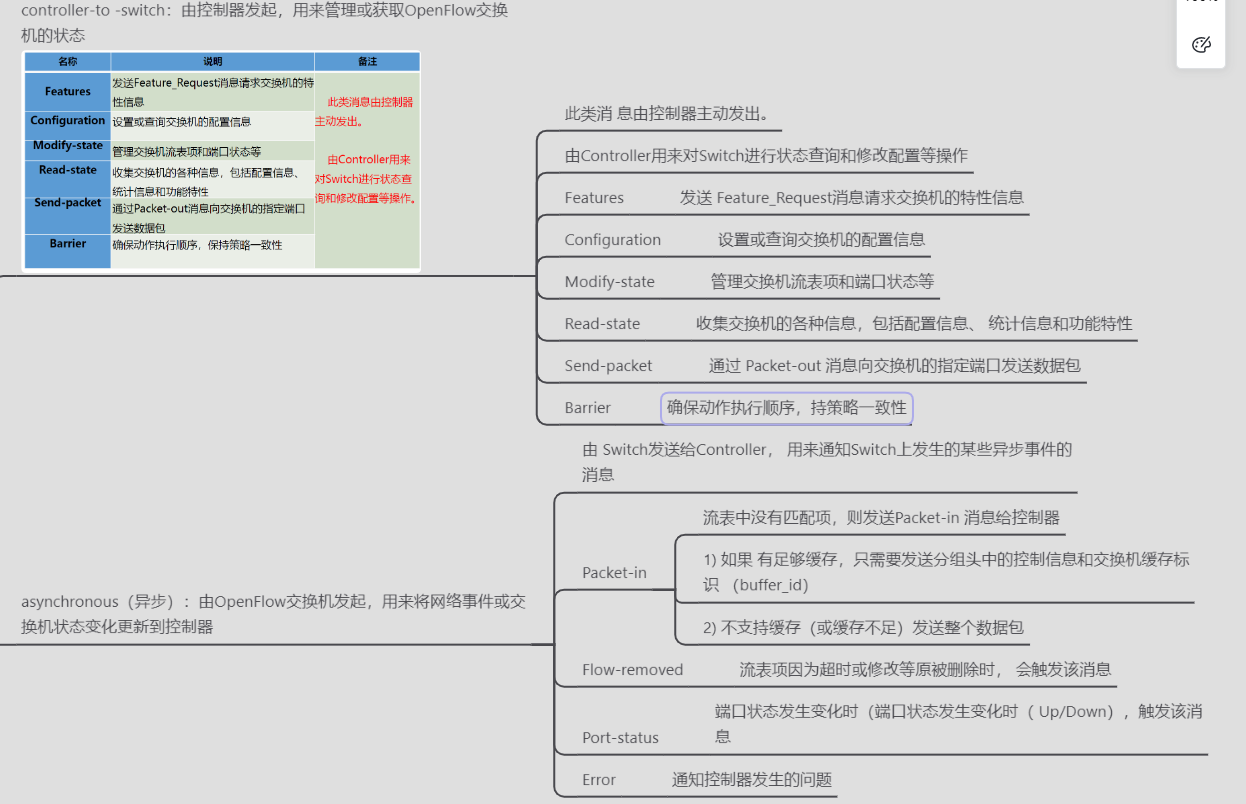 controller-to -switch：由控制器发起，用来管理或获取OpenFlow交换
机的状态
名称 说明 备注
Features 发送Feature_Request消息请求交换机的特
性信息
Configuration 设置或查询交换机的配置信息
Modify-state 管理交换机流表项和端口状态等
Read-state 收集交换机的各种信息，包括配置信息、
统计信息和功能特性
Send-packet 通过Packet-out消息向交换机的指定端口
发送数据包
Barrier 确保动作执行顺序，保持策略一致性
此类消息由控制器
主动发出。
由Controller用来
对Switch进行状态查
询和修改配置等操作。
此类消 息由控制器主动发出。
由Controller用来对Switch进行状态查询和修改配置等操作
Features 发送 Feature_Request消息请求交换机的特性信息
Configuration 设置或查询交换机的配置信息
Modify-state 管理交换机流表项和端口状态等
Read-state 收集交换机的各种信息，包括配置信息、 统计信息和功能特性
Send-packet 通过 Packet-out 消息向交换机的指定端口发送数据包
Barrier 确保动作执行顺序，持策略一致性
asynchronous（异步）：由OpenFlow交换机发起，用来将网络事件或交
换机状态变化更新到控制器
由 Switch发送给Controller， 用来通知Switch上发生的某些异步事件的
消息
Packet-in
流表中没有匹配项，则发送Packet-in 消息给控制器
1) 如果 有足够缓存，只需要发送分组头中的控制信息和交换机缓存标
识 （buffer_id）
2) 不支持缓存（或缓存不足）发送整个数据包
Flow-removed 流表项因为超时或修改等原被删除时， 会触发该消息
Port-status 端口状态发生变化时（端口状态发生变化时（ Up/Down），触发该消
息
Error 通知控制器发生的问题